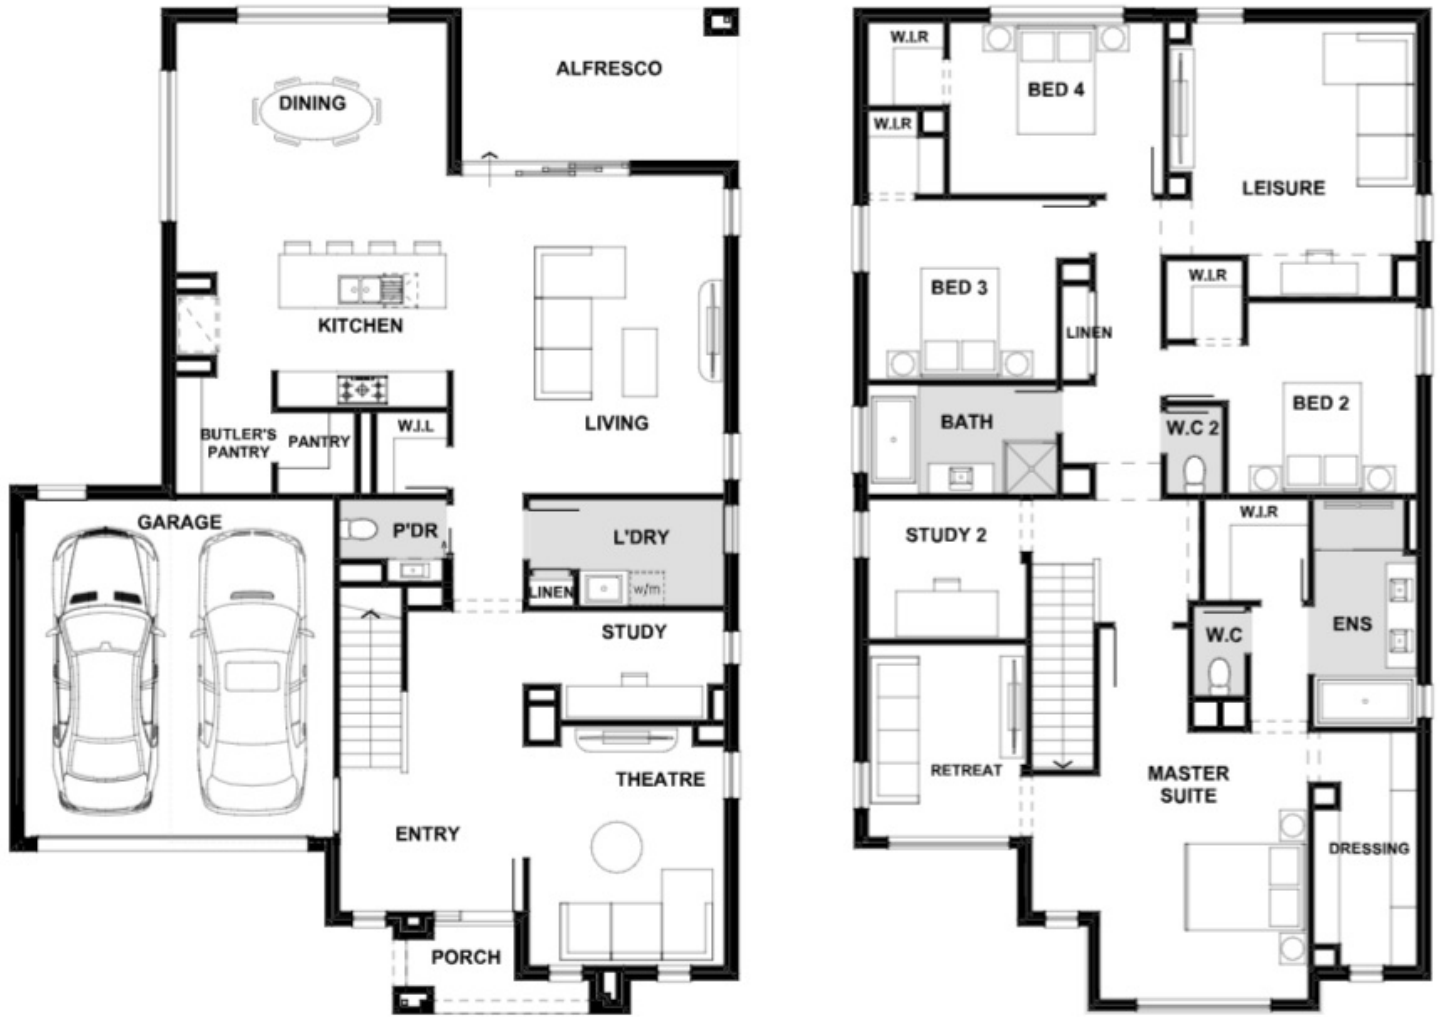 ALFRESCO
DINING
KITCHEN
LIVING
BUTLER'S
PANTRY
PANTRY
W.I.L
GARAGE
P'DR
L'DRY
LINEN
w/m
STUDY
THEATRE
ENTRY
PORCH
W.I.R
BED 4
W.I.R
LEISURE
BED 3
W.I.R
LINEN
BED 2
BATH
W.C 2
W.I.R
STUDY 2
ENS
W.C
RETREAT
MASTER
SUITE
DRESSING